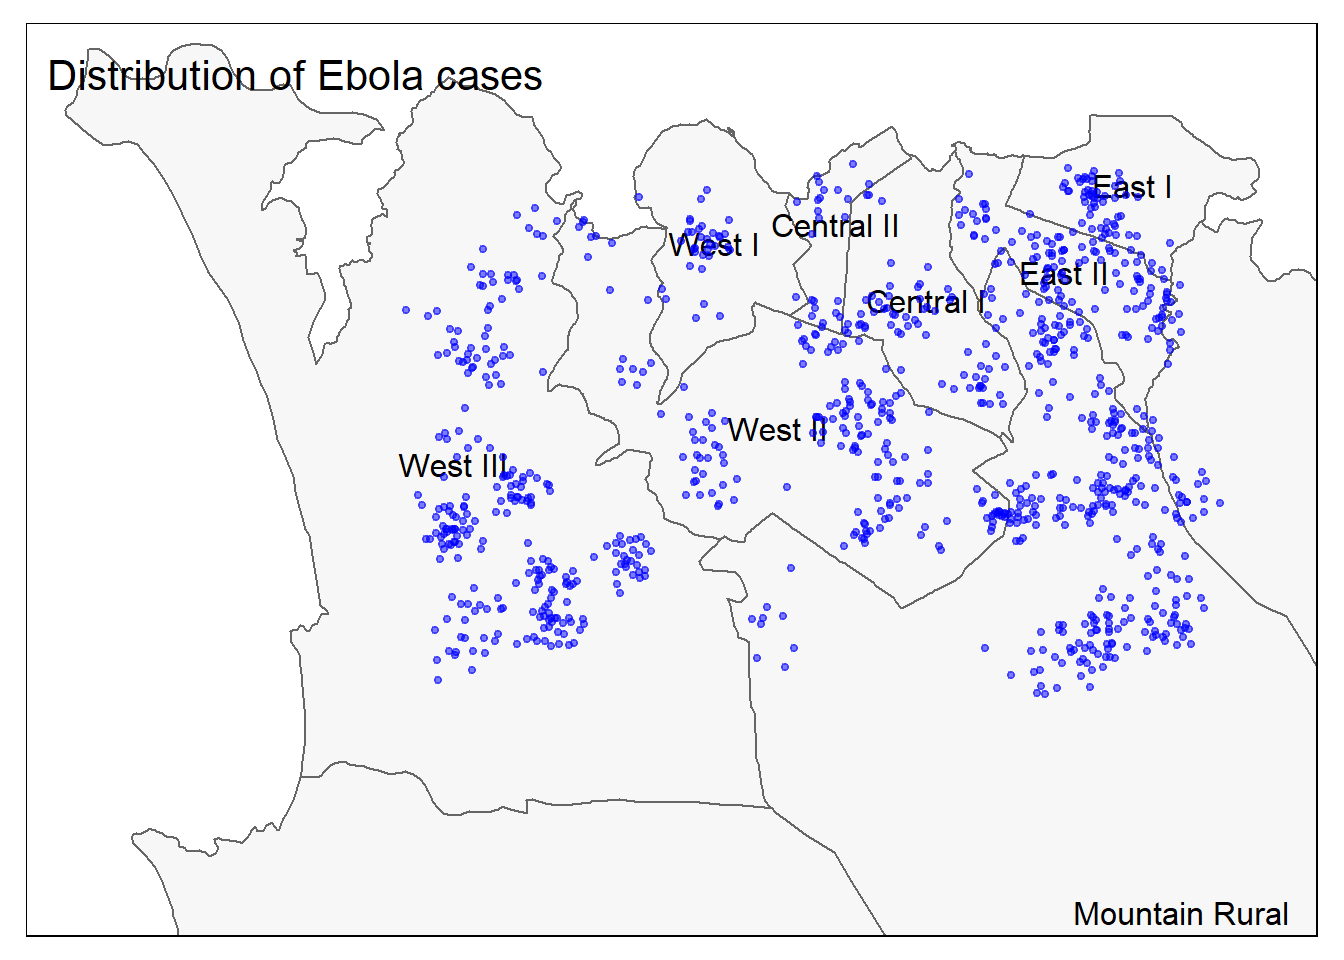 Distribution of Ebola cases
East I
Central II
West I
East II
Central I
West II
West III
Mountain Rural